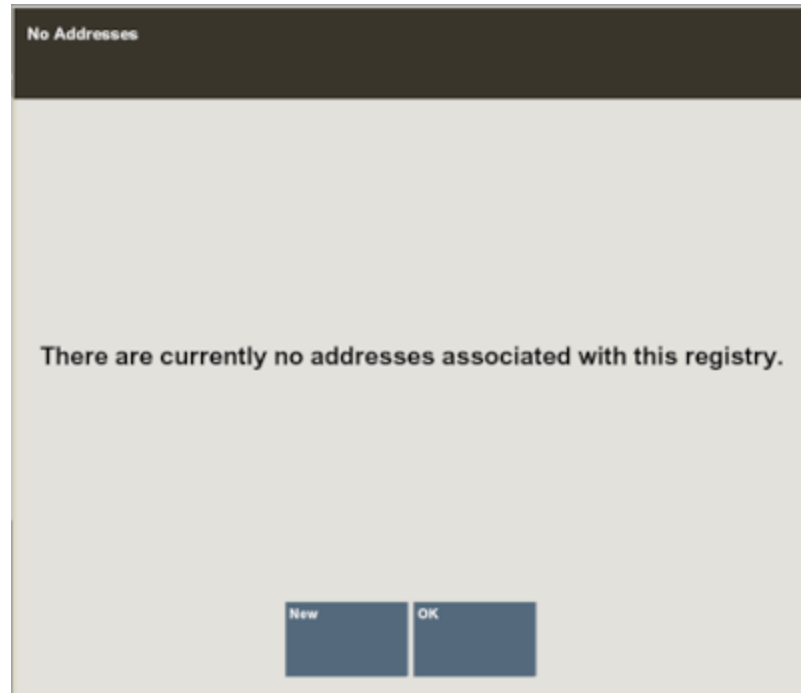 No Addresses
There are currently no addresses associated with this registry.
New
OK